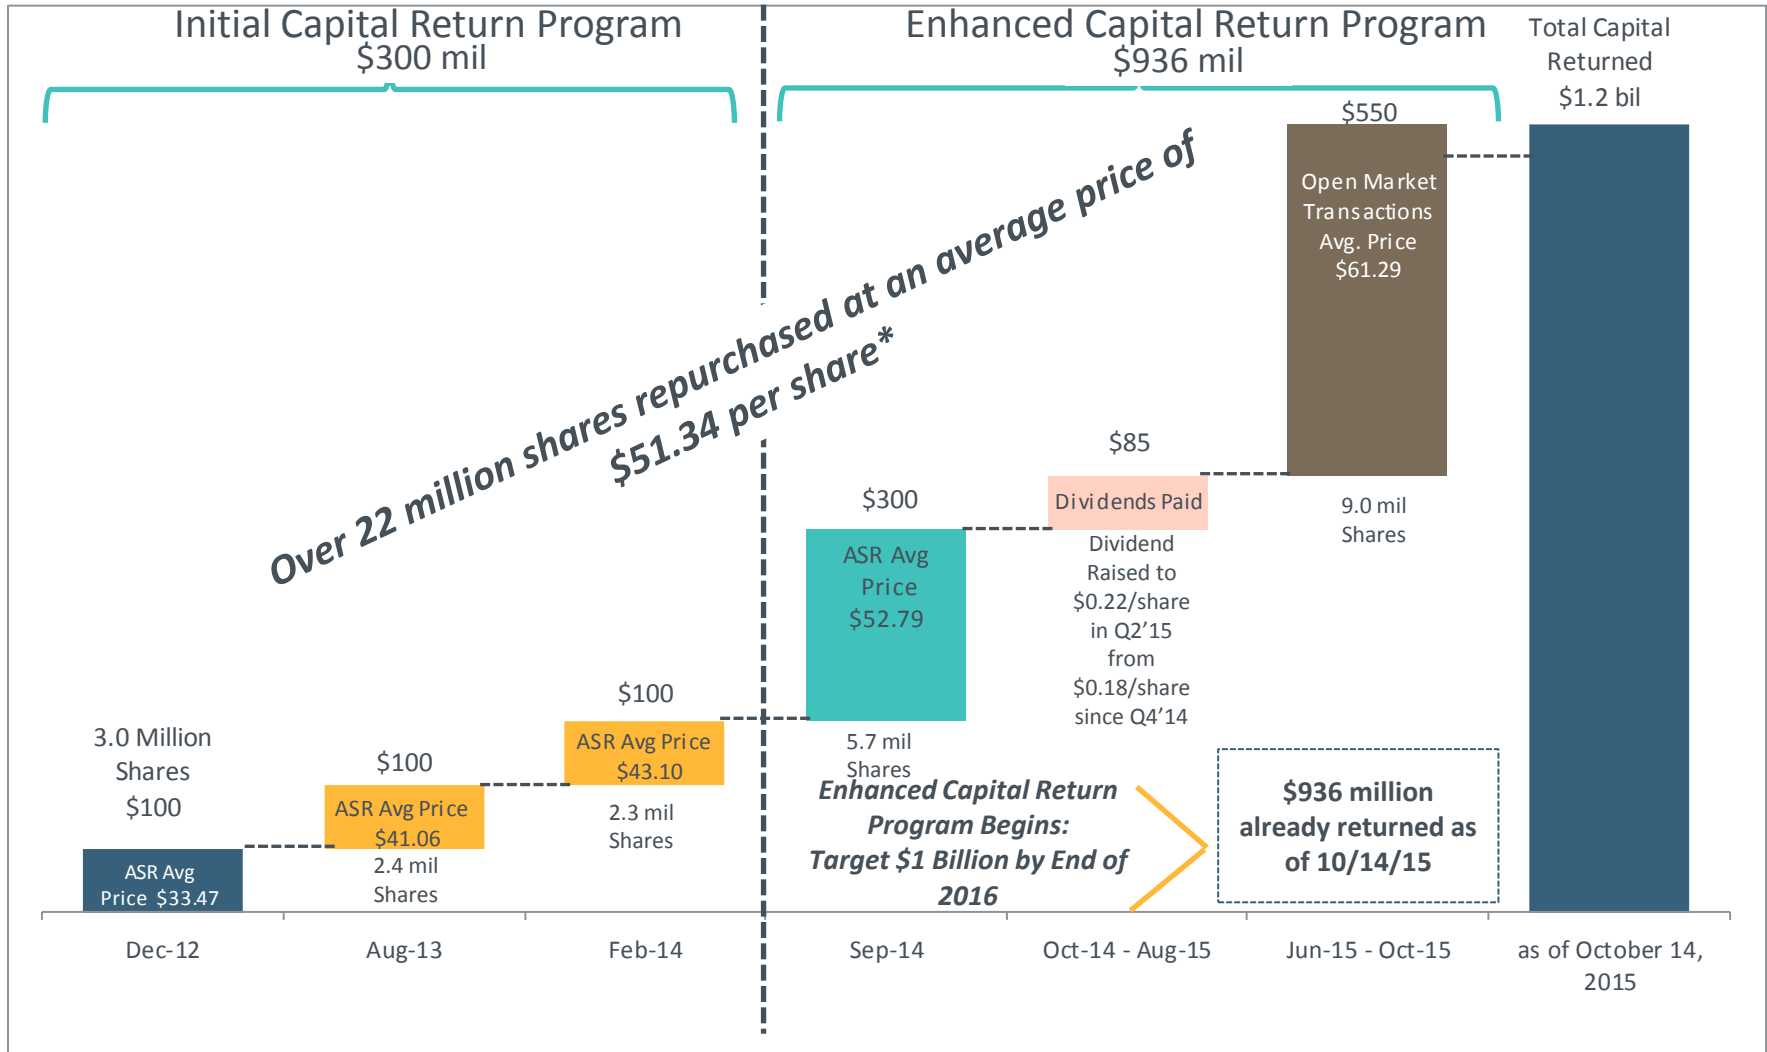 Initial Capital Return Program
$300 mil
Enhanced Capital Return Program
$936 mil
Total Capital
Returned
$1.2 bil
Over 22 million shares repurchased at an average price of
$51.34 per share*
3.0 Million
Shares
$100
ASR Avg
Price $33.47
$100
ASR Avg Price
$41.06
2.4 mil
Shares
$100
ASR Avg Price
$43.10
2.3 mil
Shares
$300
ASR Avg
Price
$52.79
5.7 mil
Shares
$85
Dividends Paid
Dividend
Raised to
$0.22/share
in Q2’15
from
$0.18/share
since Q4’14
$550
Open Market
Transactions
Avg. Price
$61.29
9.0 mil
Shares
Enhanced Capital Return
Program Begins:
Target $1 Billion by End of
2016
$936 million
already returned as
of 10/14/15
Dec-12
Aug-13
Feb-14
Sep-14
Oct-14 - Aug-15
Jun-15 - Oct-15
as of October 14,
2015